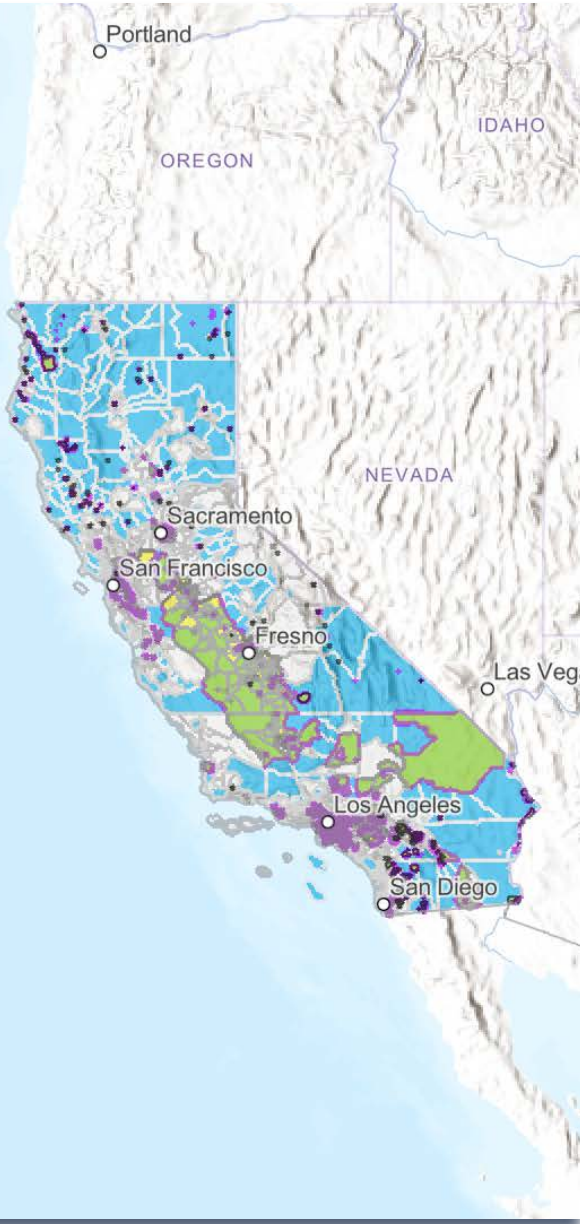 Portland
IDAHO
OREGON
NEVADA
Sacramento
San Francisco
Fresno
Las Veg
Los Angeles
San Diego